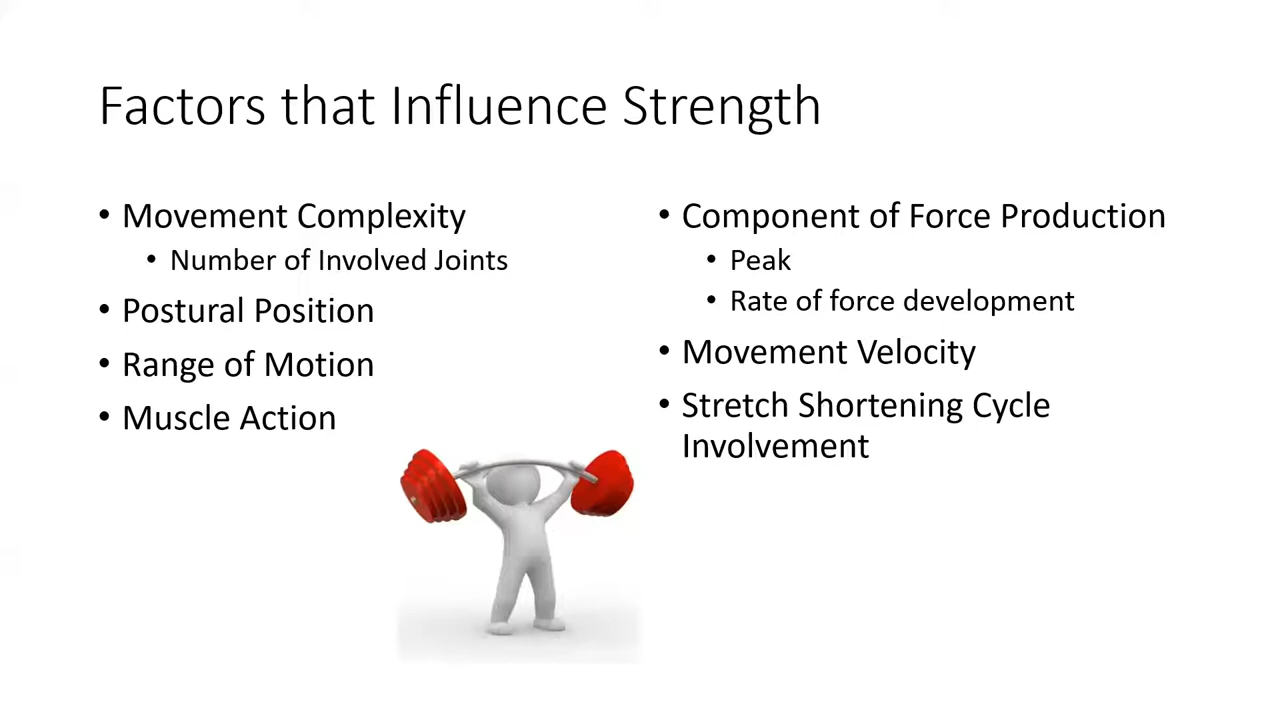 Factors that Influence Strength
• Movement Complexity
• Number of Involved Joints
• Postural Position
• Range of Motion
• Muscle Action
• Component of Force Production
• Peak
• Rate of force development
• Movement Velocity
• Stretch Shortening Cycle
Involvement